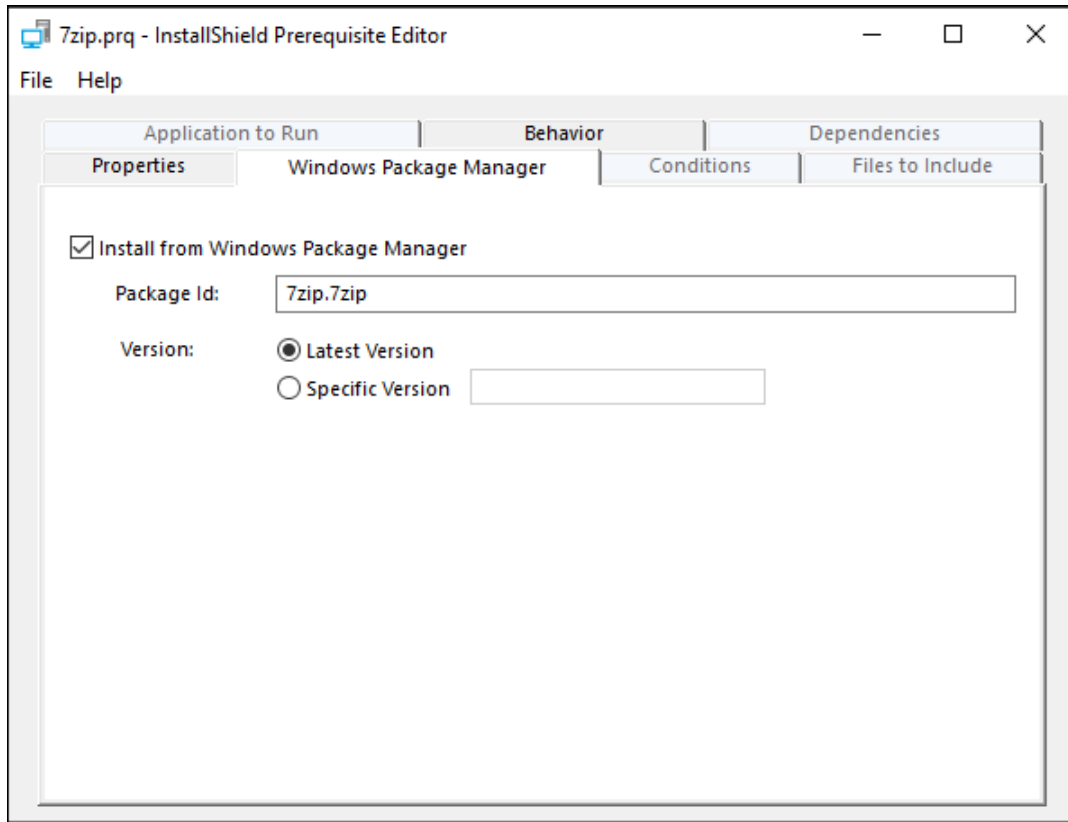 7zip.prq - InstallShield Prerequisite Editor
File Help
Application to Run Behavior Dependencies
Properties Windows Package Manager Conditions Files to Include
Install from Windows Package Manager
Package Id: 7zip.7zip
Version: Latest Version
Specific Version